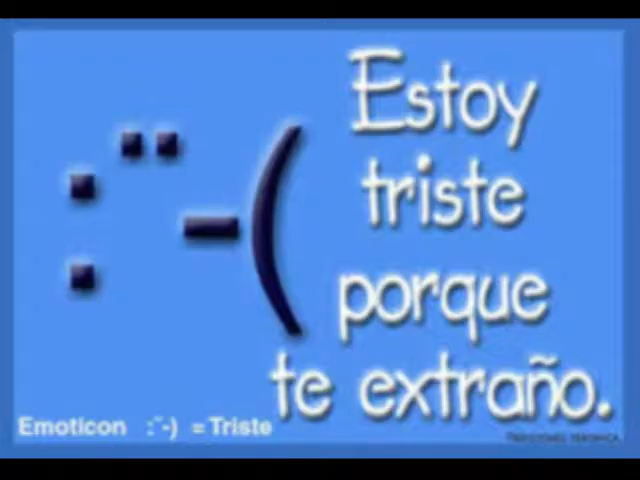 :¨-(
Estoy
triste
porque
te extraño.
Emoticon :¨-) = Triste